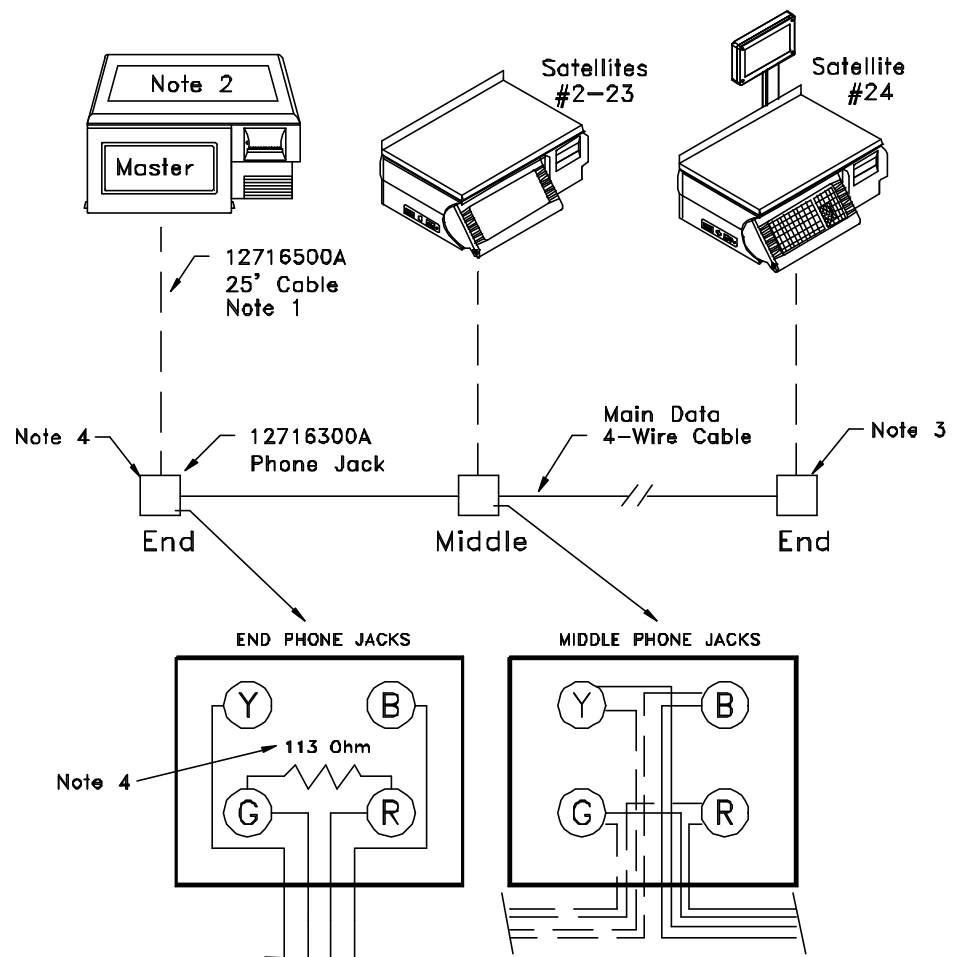 Note 2
Master
Satellites
#2-23
Satellite
#24
12716500A
25' Cable
Note 1
Note 4
12716300A
Phone Jack
Main Data
4-Wire Cable
Note 3
End
Middle
End
END PHONE JACKS
MIDDLE PHONE JACKS
Y
B
113 Ohm
Note 4
G
R
Y
B
G
R